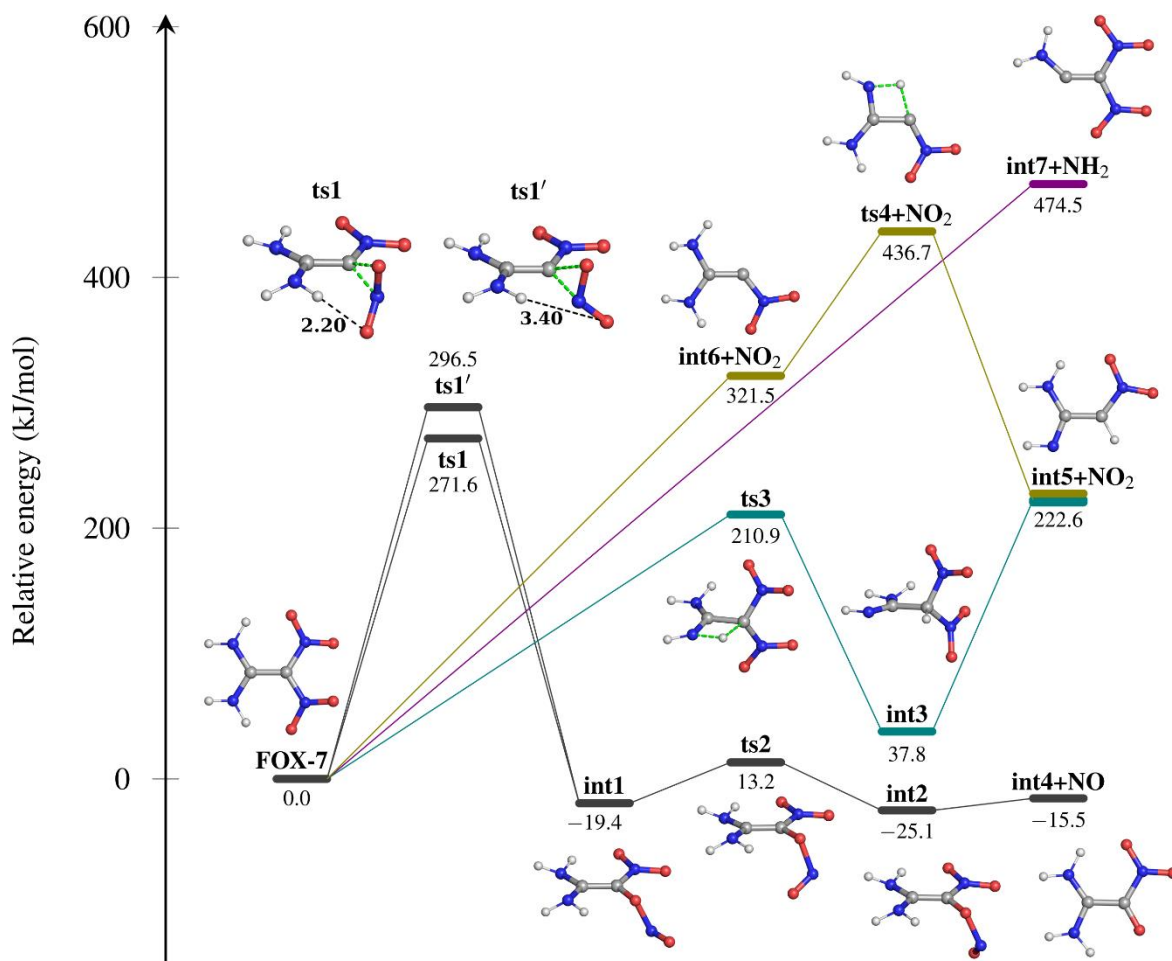 600
int7+NH₂
474.5
ts1
ts1′
ts4+NO₂
436.7
400
2.20
3.40
296.5
ts1′
ts1
271.6
int6+NO₂
321.5
Relative energy (kJ/mol)
int5+NO₂
222.6
200
ts3
210.9
FOX-7
0.0
0
int3
37.8
int1
−19.4
ts2
13.2
int2
−25.1
int4+NO
−15.5